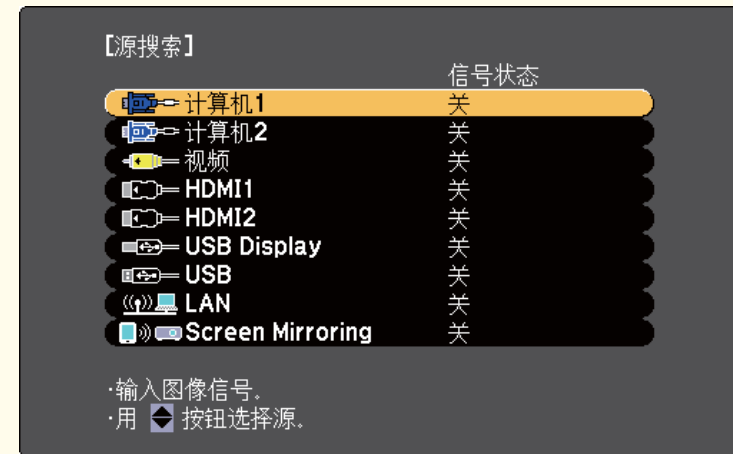 【源搜索】
信号状态
计算机1 关
计算机2 关
视频 关
HDMI1 关
HDMI2 关
USB Display 关
USB 关
LAN 关
Screen Mirroring 关
·输入图像信号.
·用 按钮选择源.